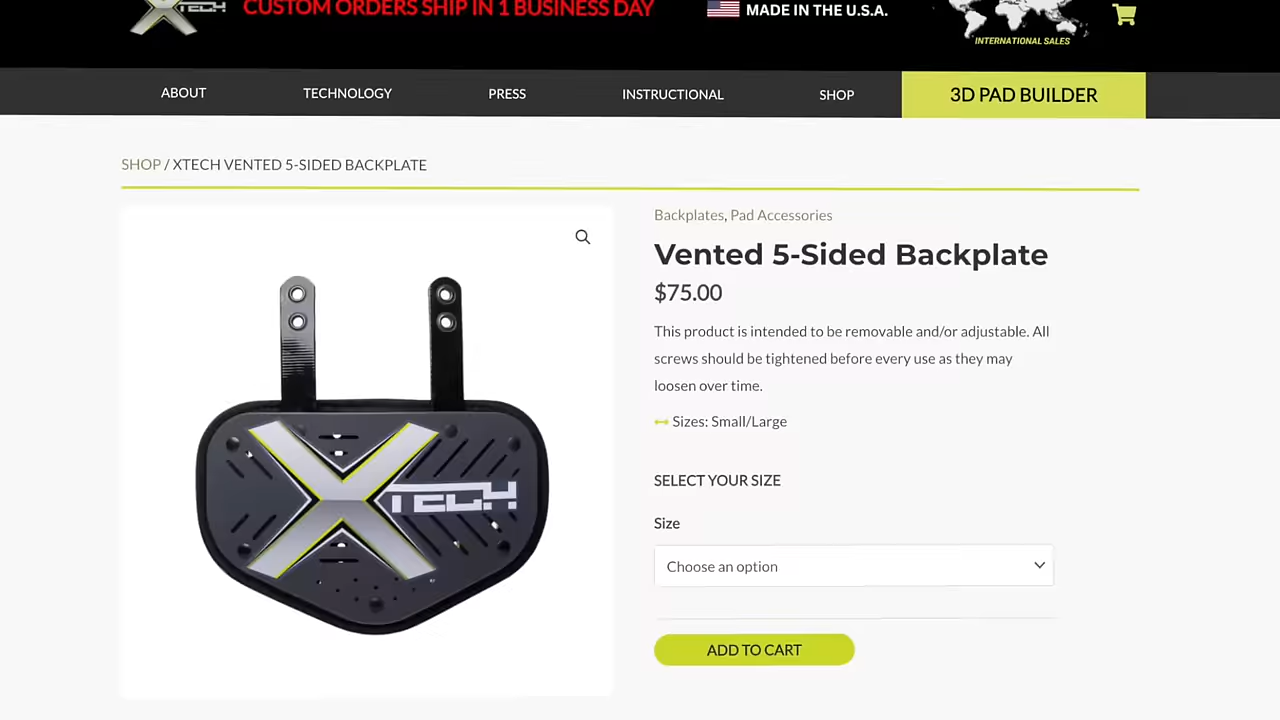 XTECH
CUSTOM ORDERS SHIP IN 1 BUSINESS DAY
MADE IN THE U.S.A.
INTERNATIONAL SALES
ABOUT
TECHNOLOGY
PRESS
INSTRUCTIONAL
SHOP
3D PAD BUILDER
SHOP / XTECH VENTED 5-SIDED BACKPLATE
Backplates, Pad Accessories
Vented 5-Sided Backplate
$75.00
This product is intended to be removable and/or adjustable. All
screws should be tightened before every use as they may
loosen over time.
Sizes: Small/Large
SELECT YOUR SIZE
Size
Choose an option
ADD TO CART
XTECH